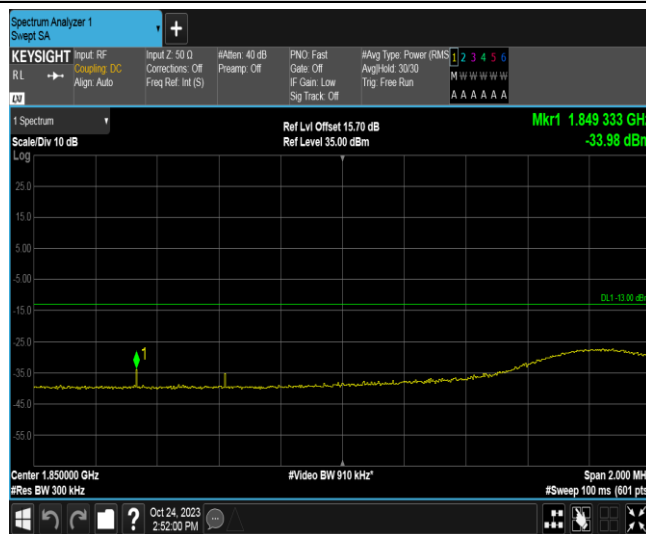 Spectrum Analyzer 1
Swept SA
+
KEYSIGHT
RL
Input: RF
Coupling: DC
Align: Auto
Input Z: 50 Ω
Corrections: Off
Freq Ref: Int (S)
#Atten: 40 dB
Preamp: Off
PNO: Fast
Gate: Off
IF Gain: Low
Sig Track: Off
#Avg Type: Power (RMS
Avg|Hold: 30/30
Trig: Free Run
1 2 3 4 5 6
M W W W W W
A A A A A A
LXI
1 Spectrum
Scale/Div 10 dB
Log
Ref Lvl Offset 15.70 dB
Ref Level 35.00 dBm
Mkr1 1.849 333 GHz
-33.98 dBm
25.0
15.0
5.00
-5.00
-15.0
-25.0
-35.0
-45.0
-55.0
DL1 -13.00 dBm
1
Center 1.850000 GHz
#Res BW 300 kHz
#Video BW 910 kHz*
Span 2.000 MH
#Sweep 100 ms (601 pts
?
Oct 24, 2023
2:52:00 PM